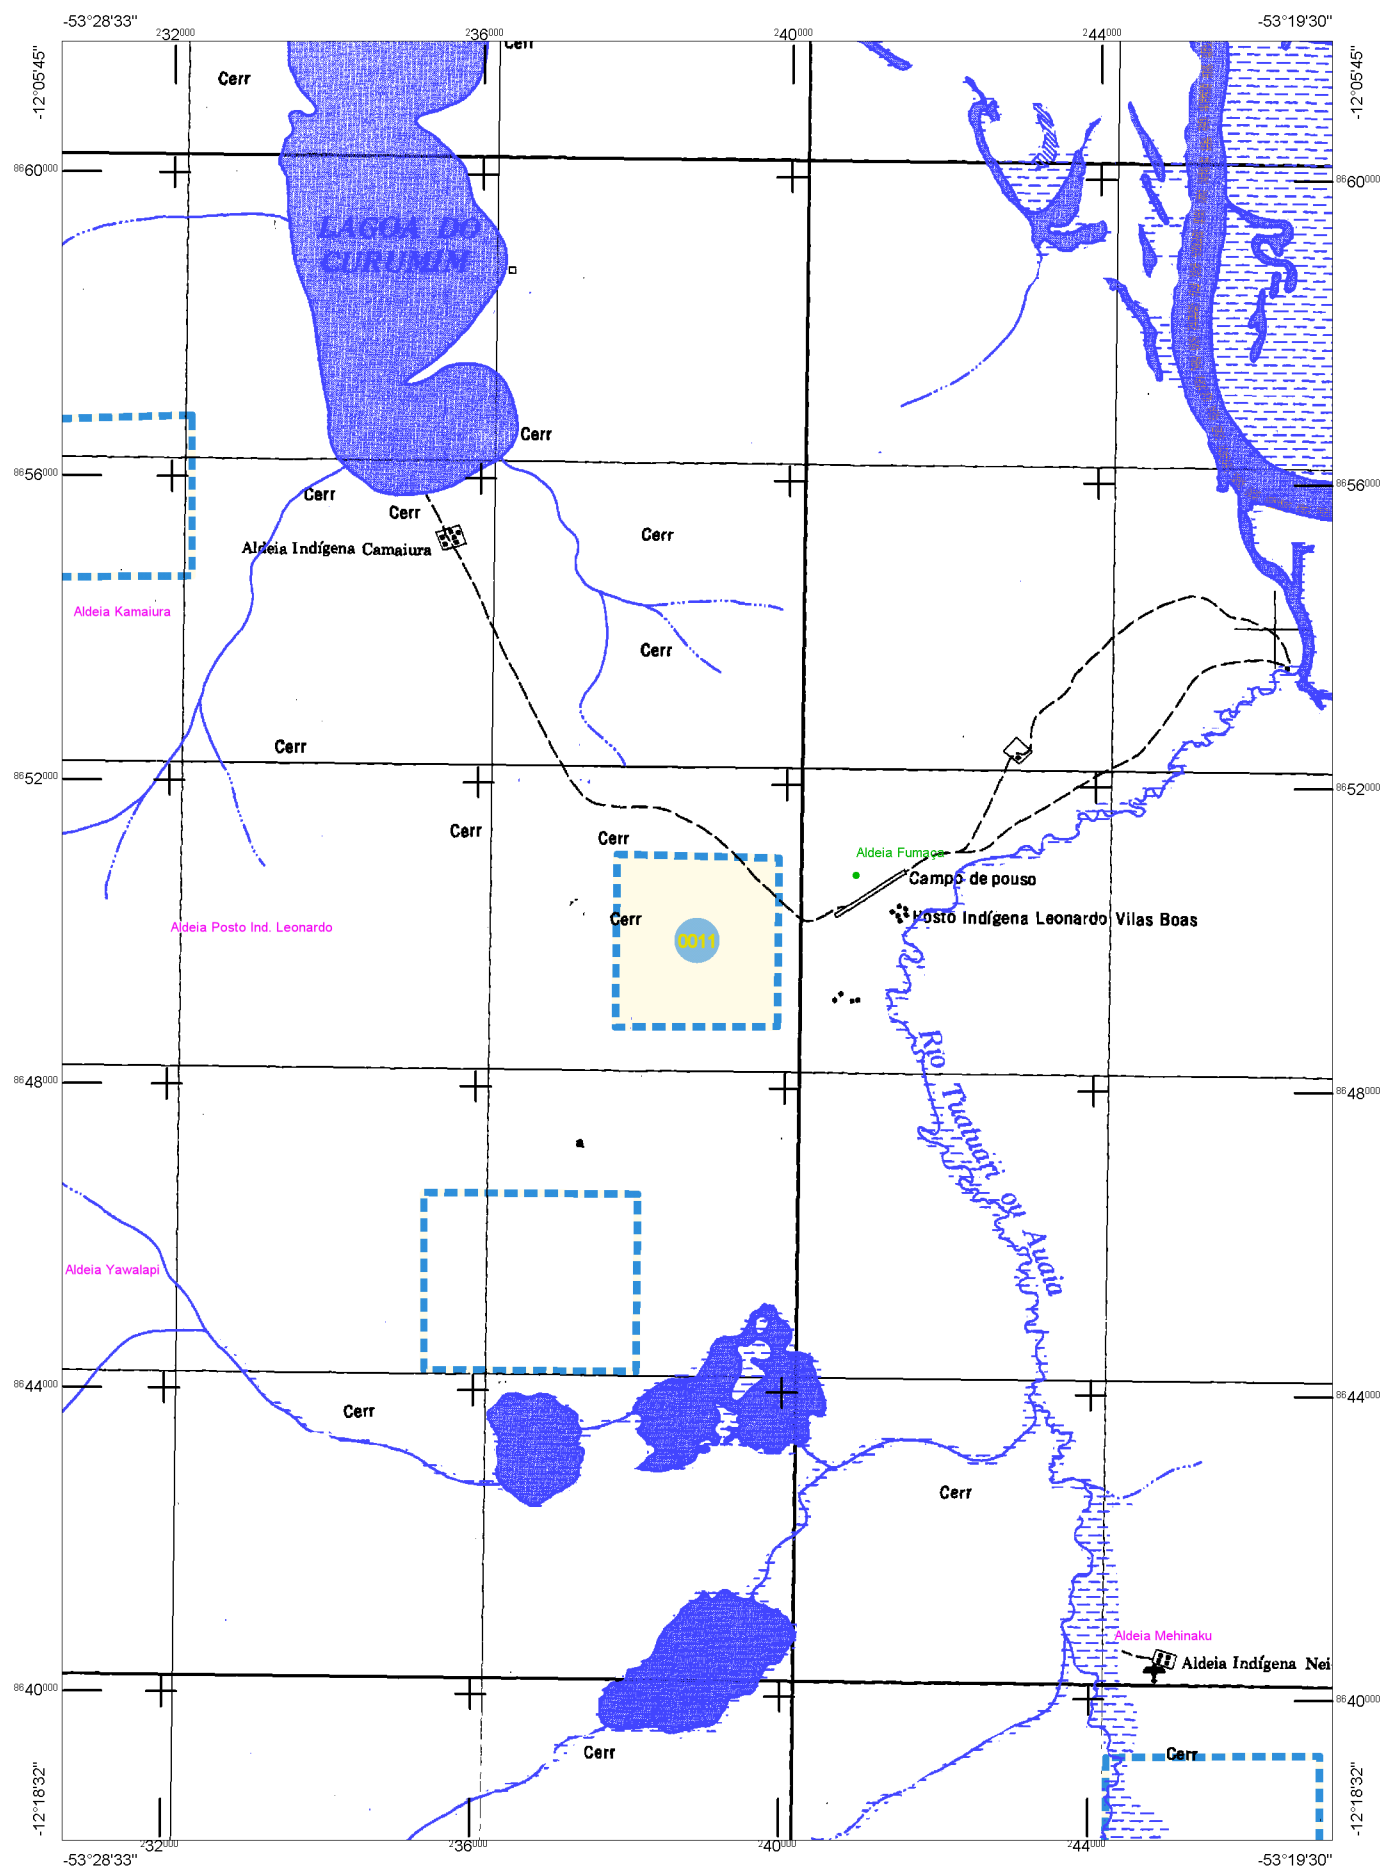 -53°28'33"
-53°19'30"
232000
236000
240000
244000
-12°05'45"
-12°05'45"
Cerr
Cerr
8660000
8660000
LAGOA DO
CURUMIN
Cerr
8656000
8656000
Cerr
Cerr
Cerr
Aldeia Indígena Camaiura
Aldeia Kamaiura
Cerr
Cerr
8652000
8652000
Cerr
Cerr
Aldeia Fumaça
Campo de pouso
Cerr
Posto Indígena Leonardo Vilas Boas
Aldeia Posto Ind. Leonardo
0011
Rio Tuatuari ou Auaia
8648000
8648000
a
Aldeia Yawalapi
8644000
8644000
Cerr
Cerr
Aldeia Mehinaku
Aldeia Indígena Nei
8640000
8640000
Cerr
Cerr
-12°18'32"
-12°18'32"
232000
236000
240000
244000
-53°28'33"
-53°19'30"